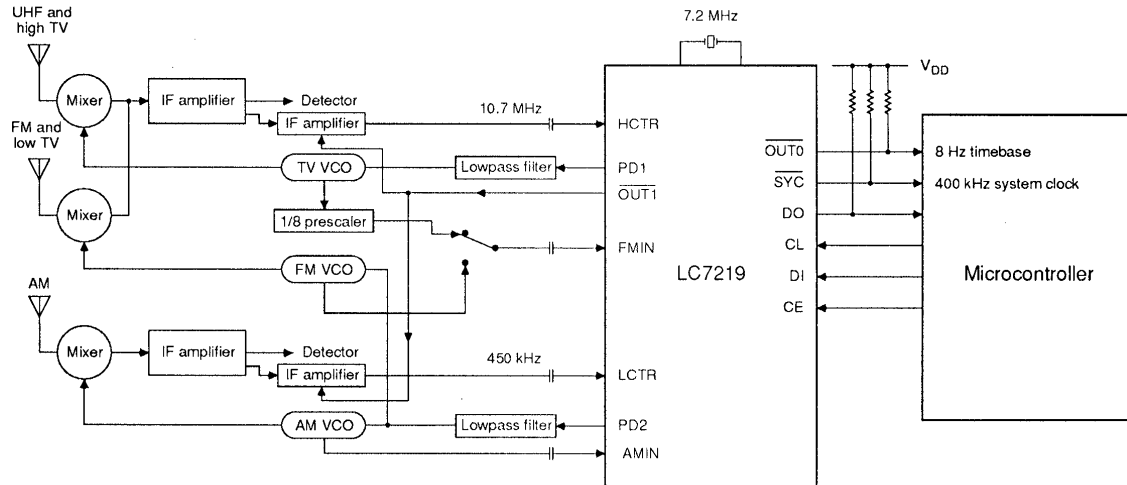 UHF and
high TV
Mixer
IF amplifier
Detector
IF amplifier
10.7 MHz
7.2 MHz
FM and
low TV
Mixer
TV VCO
Lowpass filter
1/8 prescaler
FM VCO
AM
Mixer
IF amplifier
Detector
IF amplifier
450 kHz
AM VCO
Lowpass filter
HCTR
PD1
OUT1
FMIN
LCTR
PD2
AMIN
LC7219
OUT0
SYC
DO
CL
DI
CE
VDD
8 Hz timebase
400 kHz system clock
Microcontroller